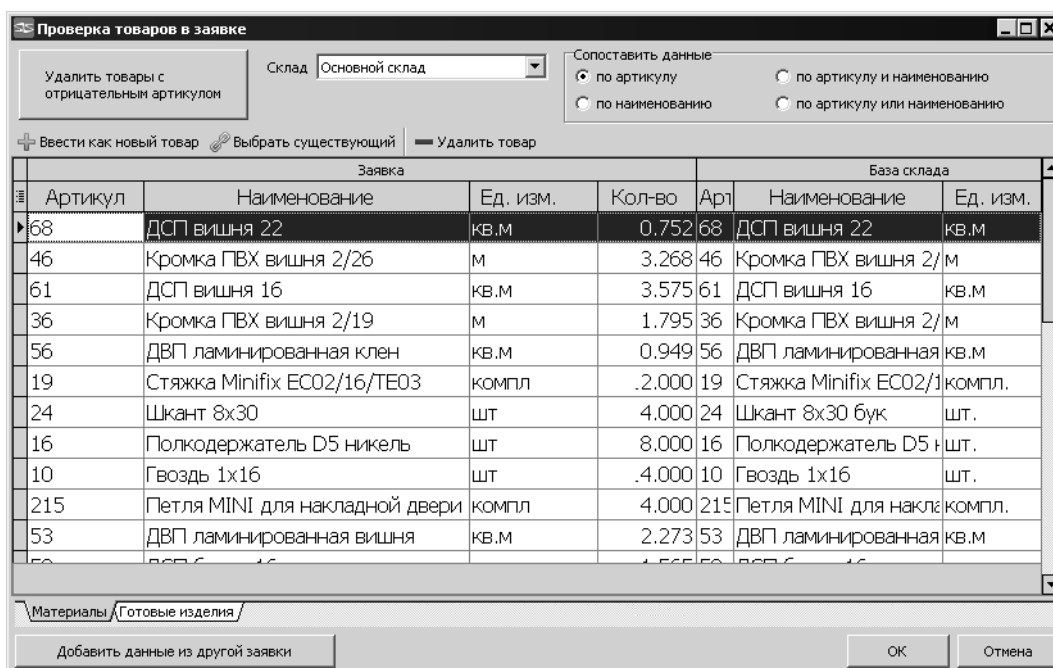 Проверка товаров в заявке
Удалить товары с отрицательным артикулом
Склад Основной склад
Сопоставить данные
по артикулу по артикулу и наименованию
по наименованию по артикулу или наименованию
Ввести как новый товар Выбрать существующий Удалить товар
Заявка База склада
Артикул Наименование Ед. изм. Кол-во Арт Наименование Ед. изм.
68 ДСП вишня 22 кв.м 0.752 68 ДСП вишня 22 кв.м
46 Кромка ПВХ вишня 2/26 м 3.268 46 Кромка ПВХ вишня 2/ м
61 ДСП вишня 16 кв.м 3.575 61 ДСП вишня 16 кв.м
36 Кромка ПВХ вишня 2/19 м 1.795 36 Кромка ПВХ вишня 2/ м
56 ДВП ламинированная клен кв.м 0.949 56 ДВП ламинированная кв.м
19 Стяжка Minifix EC02/16/TE03 компл .2.000 19 Стяжка Minifix EC02/1 компл.
24 Шкант 8x30 шт 4.000 24 Шкант 8x30 бук шт.
16 Полкодержатель D5 никель шт 8.000 16 Полкодержатель D5 н шт.
10 Гвоздь 1x16 шт .4.000 10 Гвоздь 1x16 шт.
215 Петля MINI для накладной двери компл 4.000 215 Петля MINI для накла компл.
53 ДВП ламинированная вишня кв.м 2.273 53 ДВП ламинированная кв.м
Материалы Готовые изделия
Добавить данные из другой заявки ОК Отмена